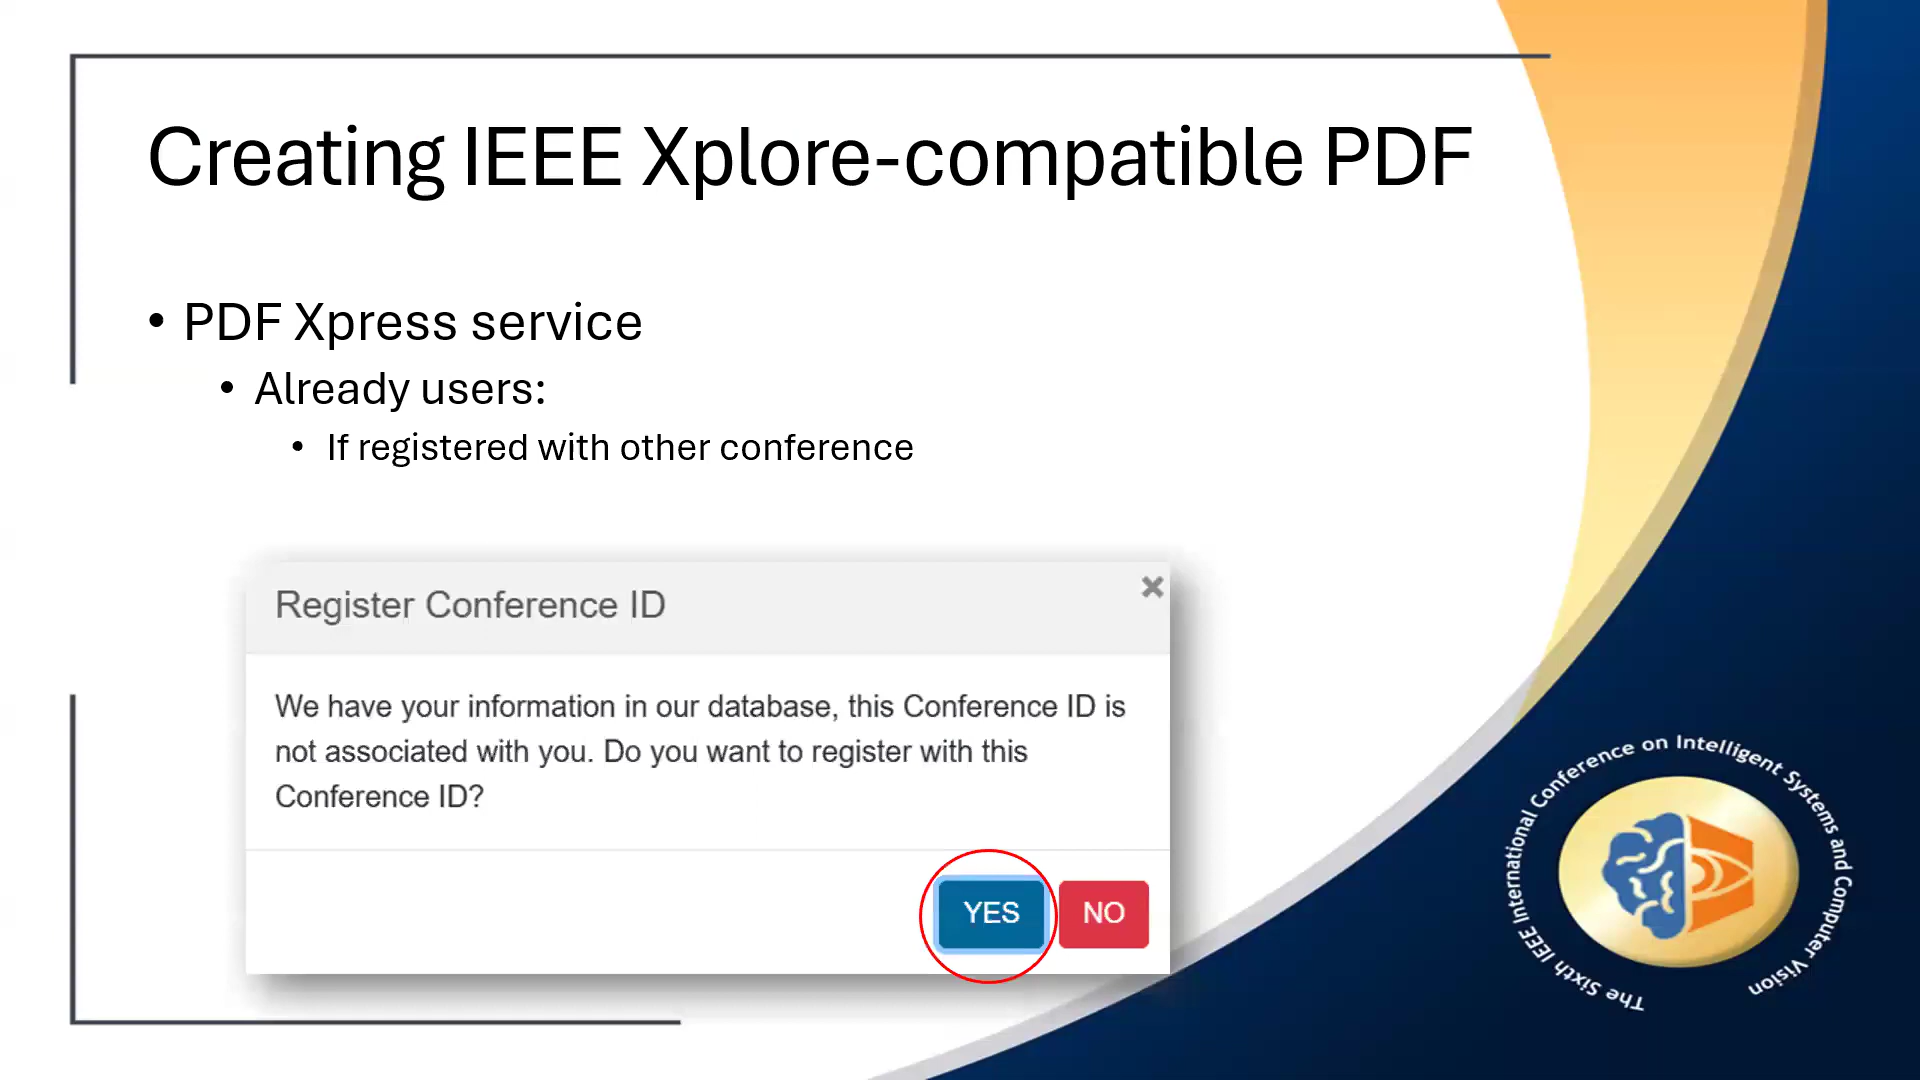 Creating IEEE Xplore-compatible PDF
• PDF Xpress service
• Already users:
• If registered with other conference
Register Conference ID
We have your information in our database, this Conference ID is
not associated with you. Do you want to register with this
Conference ID?
YES NO
The Sixth IEEE International Conference on Intelligent Systems and Computer Vision